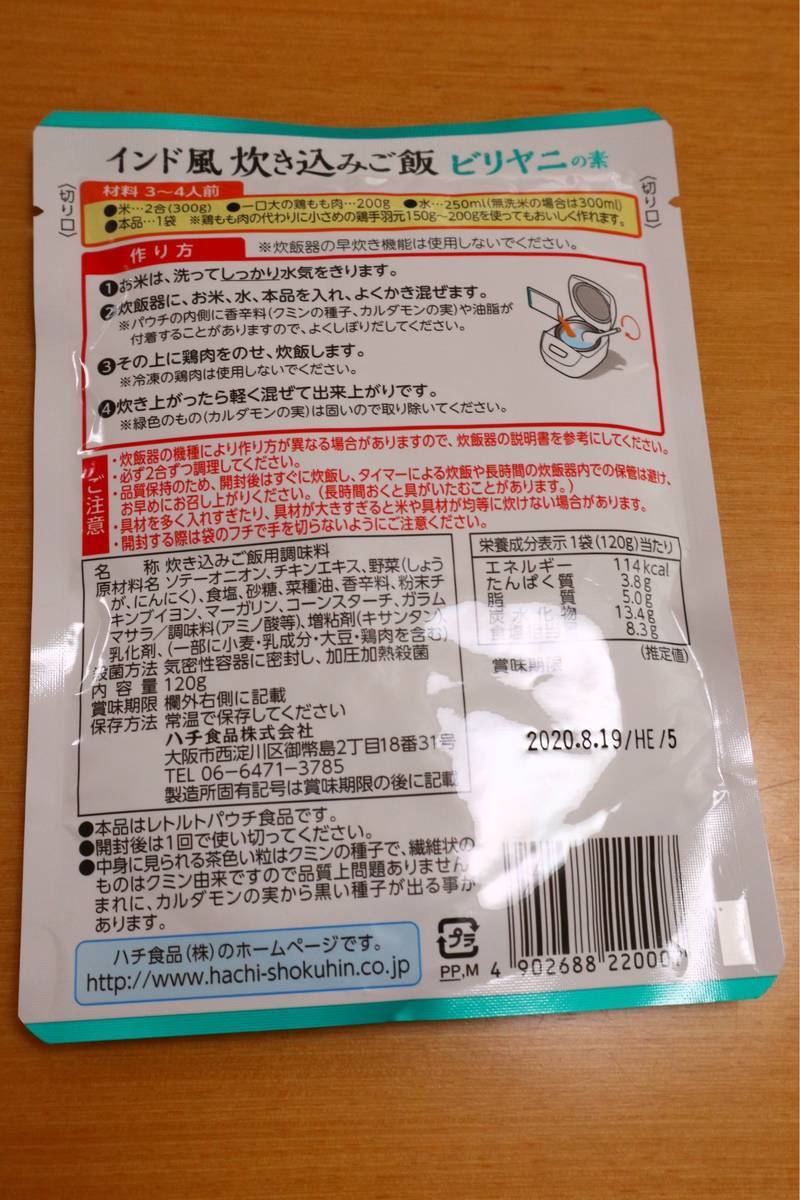 インド風 炊き込みご飯 ビリヤニの素
〈切り口〉
〈切り口〉
材料 3～4人前
●米…2合(300g) ●一口大の鶏もも肉…200g ●水…250ml(無洗米の場合は300ml)
●本品…1袋 ※鶏もも肉の代わりに小さめの鶏手羽元150g～200gを使ってもおいしく作れます。
作り方
※炊飯器の早炊き機能は使用しないでください。
❶お米は、洗ってしっかり水気をきります。
❷炊飯器に、お米、水、本品を入れ、よくかき混ぜます。
※パウチの内側に香辛料(クミンの種子、カルダモンの実)や油脂が
付着することがありますので、よくしぼりだしてください。
❸その上に鶏肉をのせ、炊飯します。
※冷凍の鶏肉は使用しないでください。
❹炊き上がったら軽く混ぜて出来上がりです。
※緑色のもの(カルダモンの実)は固いので取り除いてください。
ご注意
・炊飯器の機種により作り方が異なる場合がありますので、炊飯器の説明書を参考にしてください。
・必ず2合ずつ調理してください。
・品質保持のため、開封後はすぐに炊飯し、タイマーによる炊飯や長時間の炊飯器内での保管は避け、
お早めにお召し上がりください。(長時間おくと具がいたむことがあります。)
・具材を多く入れすぎたり、具材が大きすぎると米や具材が均等に炊けない場合があります。
・開封する際は袋のフチで手を切らないようにご注意ください。
名称 炊き込みご飯用調味料
原材料名 ソテーオニオン、チキンエキス、野菜(しょう
が、にんにく)、食塩、砂糖、菜種油、香辛料、粉末チ
キンブイヨン、マーガリン、コーンスターチ、ガラム
マサラ／調味料(アミノ酸等)、増粘剤(キサンタン)、
乳化剤、(一部に小麦・乳成分・大豆・鶏肉を含む)
殺菌方法 気密性容器に密封し、加圧加熱殺菌
内容量 120g
賞味期限 欄外右側に記載
保存方法 常温で保存してください
ハチ食品株式会社
大阪市西淀川区御幣島2丁目18番31号
TEL 06-6471-3785
製造所固有記号は賞味期限の後に記載
栄養成分表示 1袋(120g)当たり
エネルギー 114kcal
たんぱく質 3.8g
脂質 5.0g
炭水化物 13.4g
食塩相当 8.3g
(推定値)
賞味期限
2020.8.19/HE/5
●本品はレトルトパウチ食品です。
●開封後は1回で使い切ってください。
●中身に見られる茶色い粒はクミンの種子で、繊維状の
ものはクミン由来ですので品質上問題ありません
まれに、カルダモンの実から黒い種子が出る事が
あります。
ハチ食品(株)のホームページです。
http://www.hachi-shokuhin.co.jp
プラ
PP,M
4 902688 22000